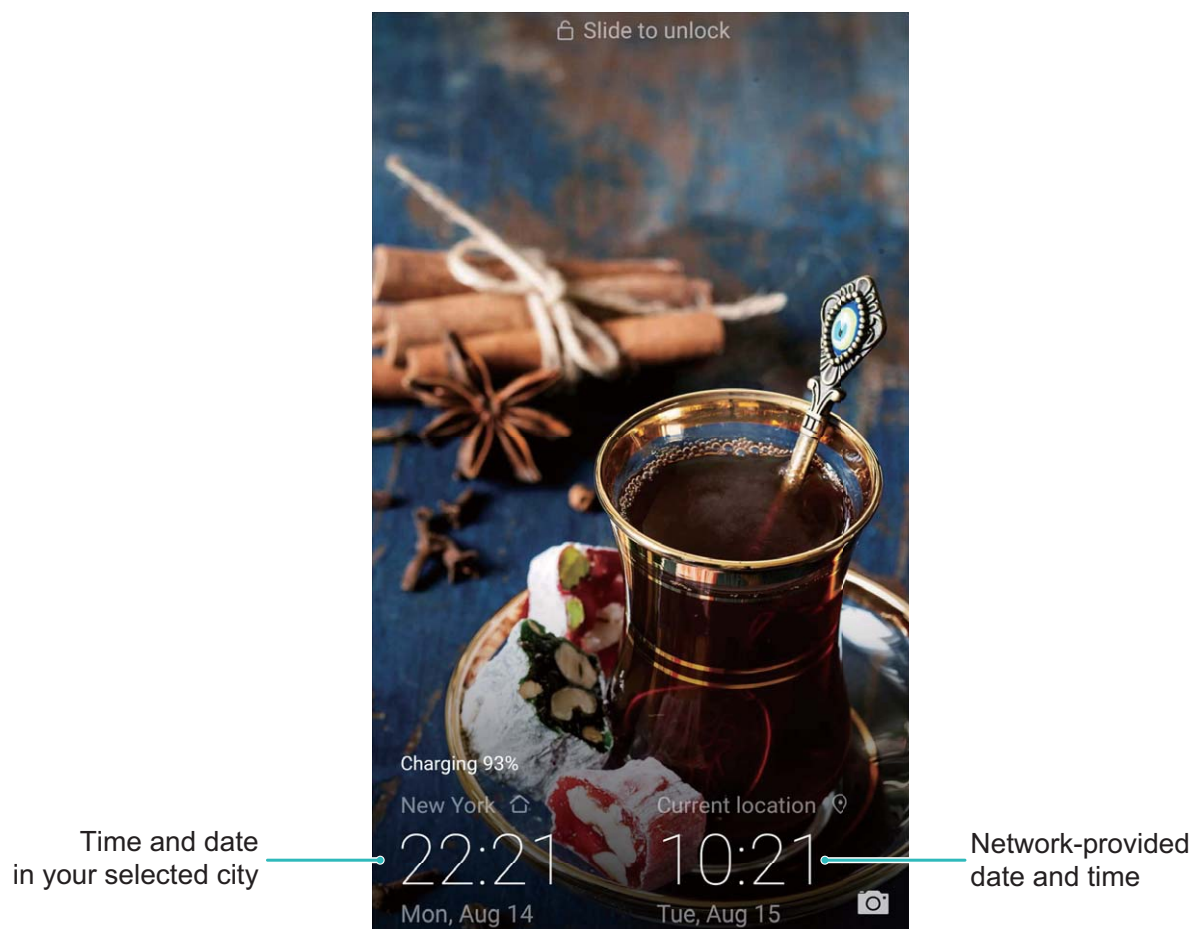 Slide to unlock
Charging 93%
New York
Current location
22:21
10:21
Mon, Aug 14
Tue, Aug 15
Time and date
in your selected city
Network-provided
date and time